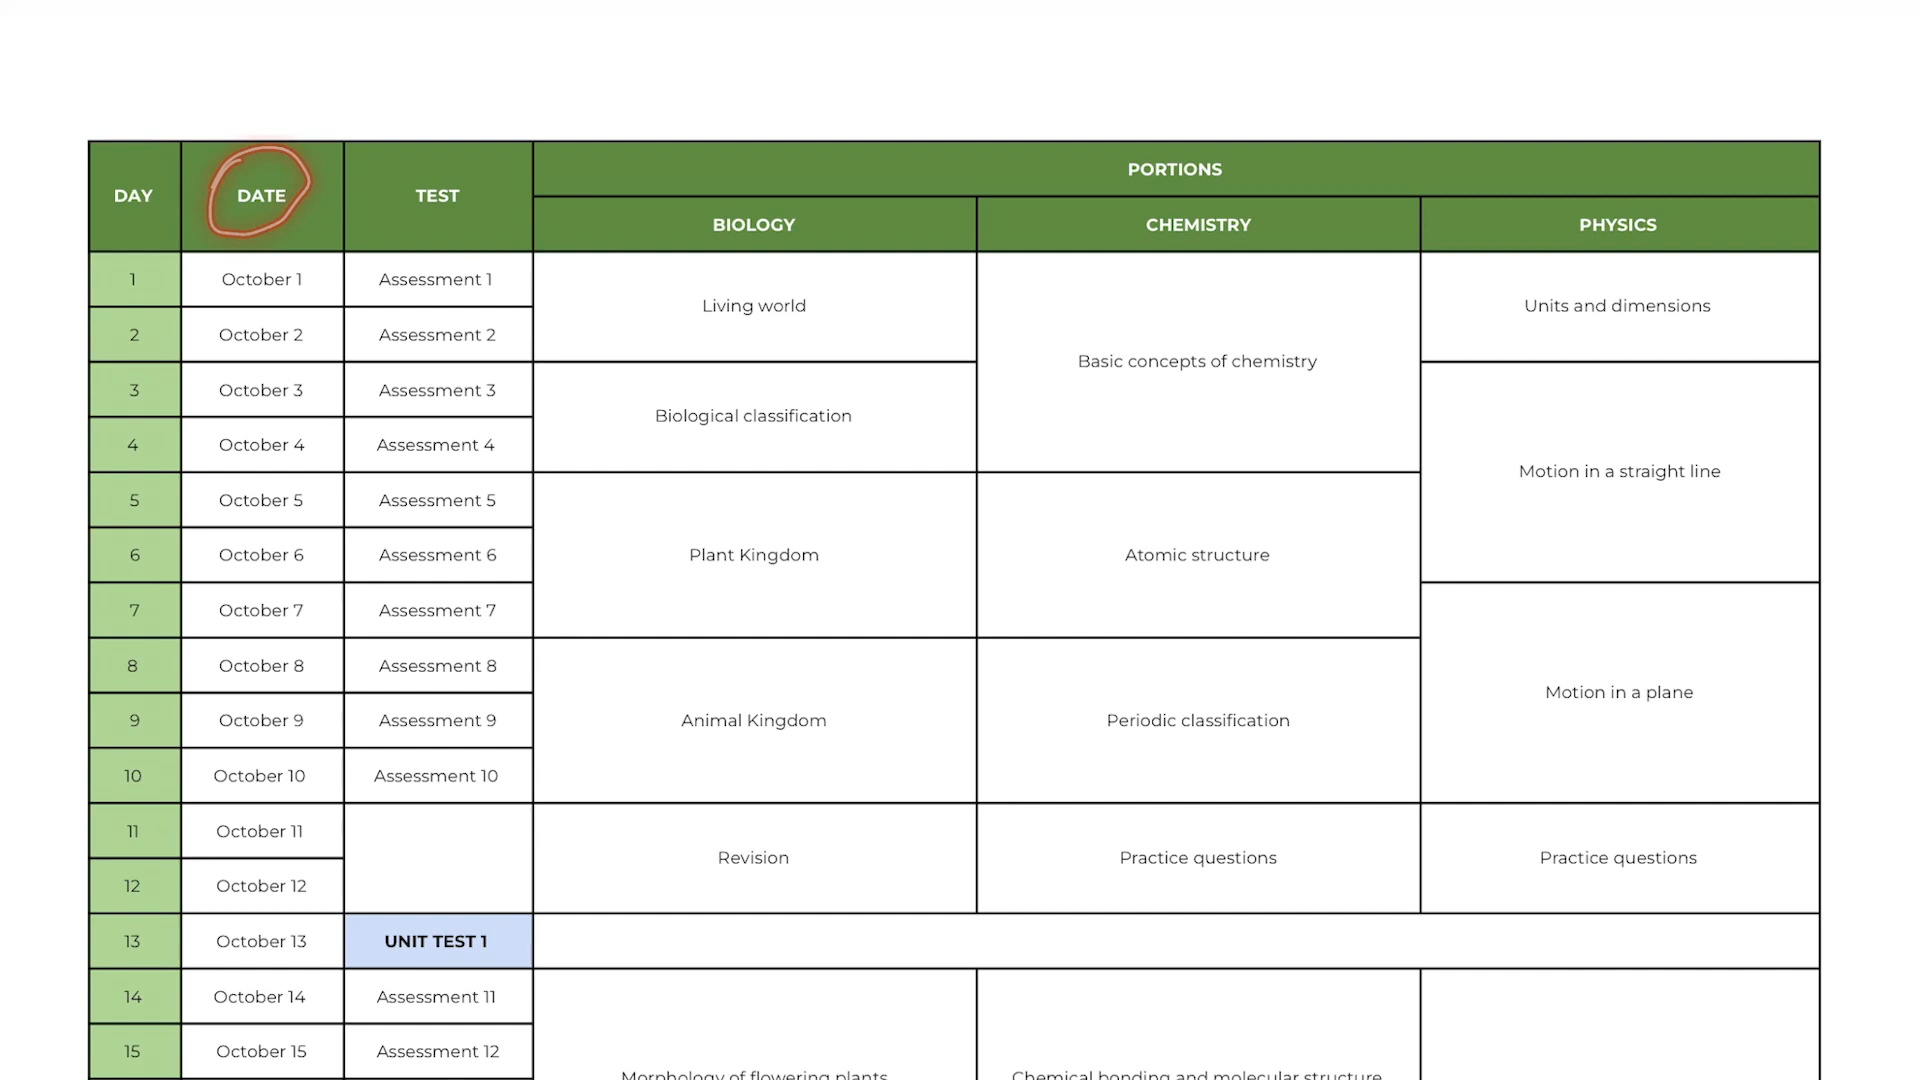 DAY DATE TEST PORTIONS
BIOLOGY CHEMISTRY PHYSICS
1 October 1 Assessment 1 Living world Basic concepts of chemistry Units and dimensions
2 October 2 Assessment 2
3 October 3 Assessment 3 Biological classification Motion in a straight line
4 October 4 Assessment 4
5 October 5 Assessment 5 Plant Kingdom Atomic structure
6 October 6 Assessment 6
7 October 7 Assessment 7 Motion in a plane
8 October 8 Assessment 8 Animal Kingdom Periodic classification
9 October 9 Assessment 9
10 October 10 Assessment 10
11 October 11 Revision Practice questions Practice questions
12 October 12
13 October 13 UNIT TEST 1
14 October 14 Assessment 11
15 October 15 Assessment 12
Morphology of flowering plants Chemical bonding and molecular structure